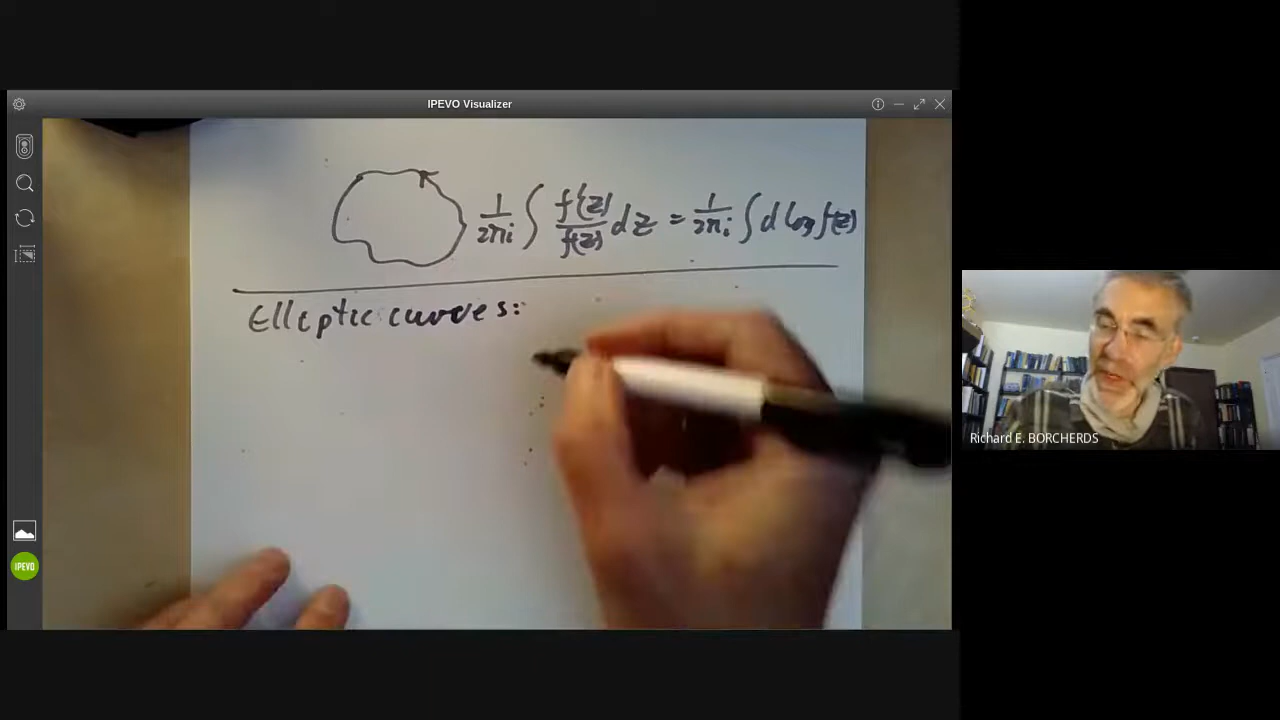 IPEVO Visualizer
1/2πi ∫ f'(z)/f(z) dz = 1/2πi ∫ d log f(z)
Elliptic curves:
IPEVO
Richard E. BORCHERDS